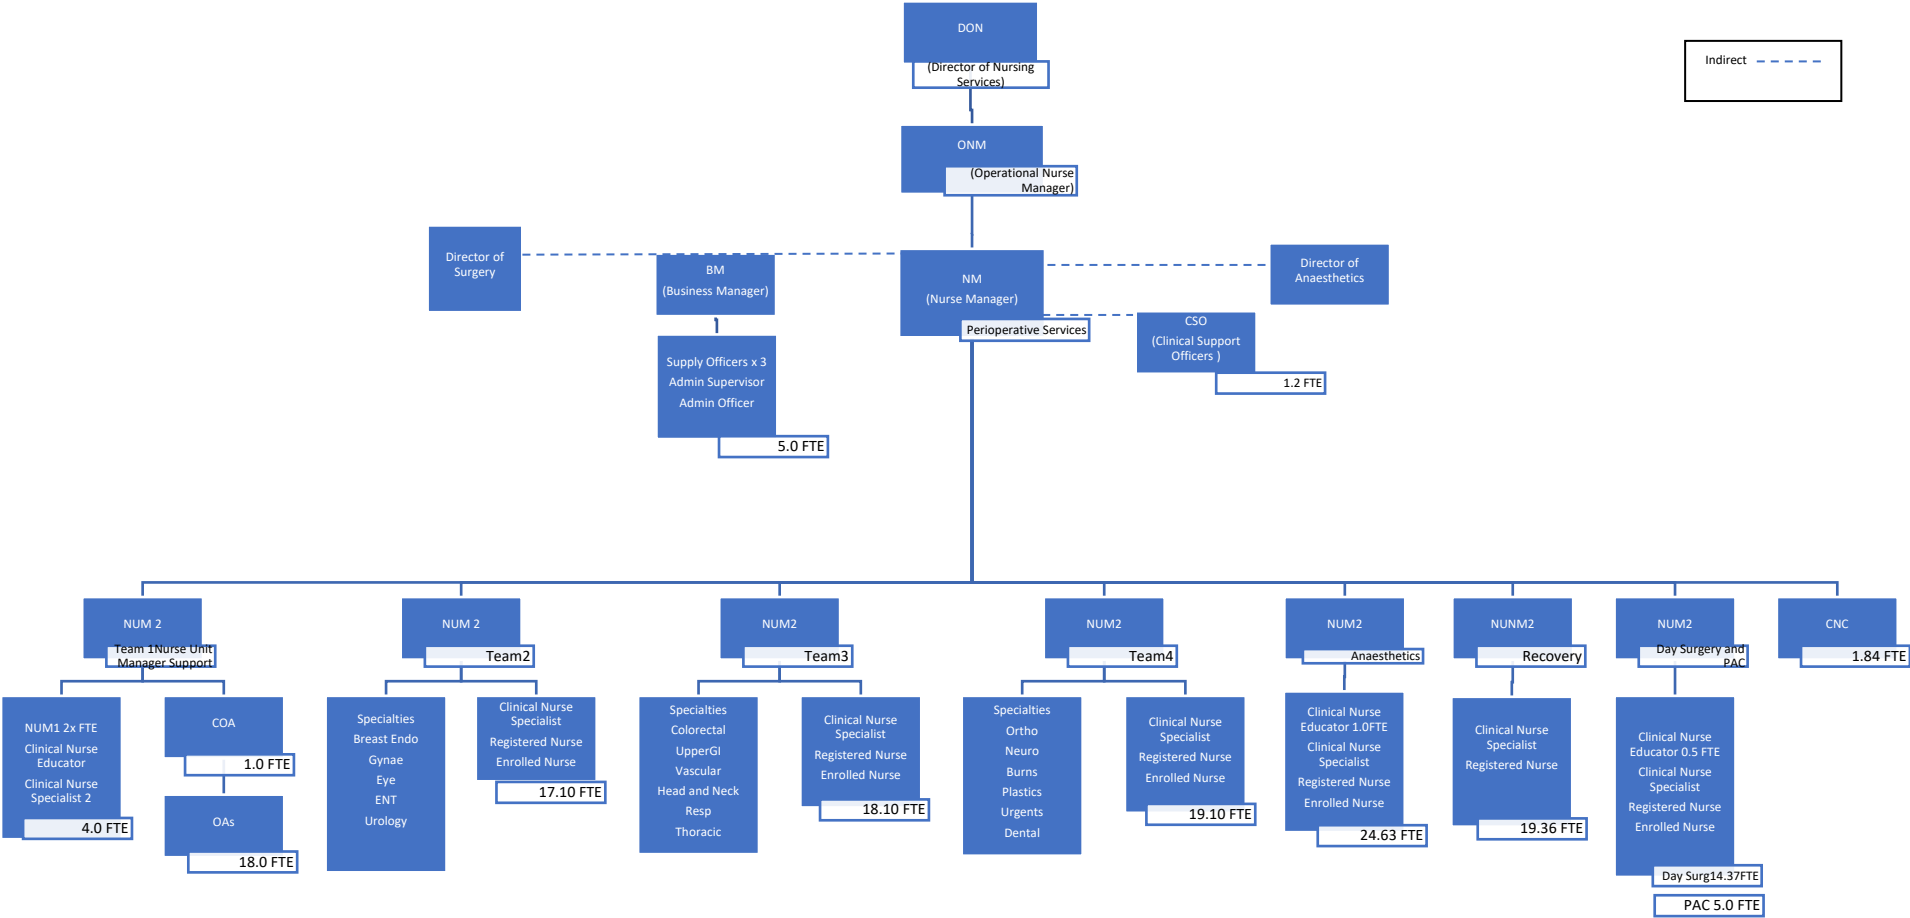 DON
(Director of Nursing
Services)
Indirect
ONM
(Operational Nurse
Manager)
Director of
Surgery
BM
(Business Manager)
NM
(Nurse Manager)
Perioperative Services
Director of
Anaesthetics
CSO
(Clinical Support
Officers )
1.2 FTE
Supply Officers x 3
Admin Supervisor
Admin Officer
5.0 FTE
NUM 2
Team 1Nurse Unit
Manager Support
NUM 2
Team2
NUM2
Team3
NUM2
Team4
NUM2
Anaesthetics
NUNM2
Recovery
NUM2
Day Surgery and
PAC
CNC
1.84 FTE
NUM1 2x FTE
Clinical Nurse
Educator
Clinical Nurse
Specialist 2
4.0 FTE
COA
1.0 FTE
OAs
18.0 FTE
Specialties
Breast Endo
Gynae
Eye
ENT
Urology
Clinical Nurse
Specialist
Registered Nurse
Enrolled Nurse
17.10 FTE
Specialties
Colorectal
UpperGI
Vascular
Head and Neck
Resp
Thoracic
Clinical Nurse
Specialist
Registered Nurse
Enrolled Nurse
18.10 FTE
Specialties
Ortho
Neuro
Burns
Plastics
Urgents
Dental
Clinical Nurse
Specialist
Registered Nurse
Enrolled Nurse
19.10 FTE
Clinical Nurse
Educator 1.0FTE
Clinical Nurse
Specialist
Registered Nurse
Enrolled Nurse
24.63 FTE
Clinical Nurse
Specialist
Registered Nurse
19.36 FTE
Clinical Nurse
Educator 0.5 FTE
Clinical Nurse
Specialist
Registered Nurse
Enrolled Nurse
Day Surg14.37FTE
PAC 5.0 FTE